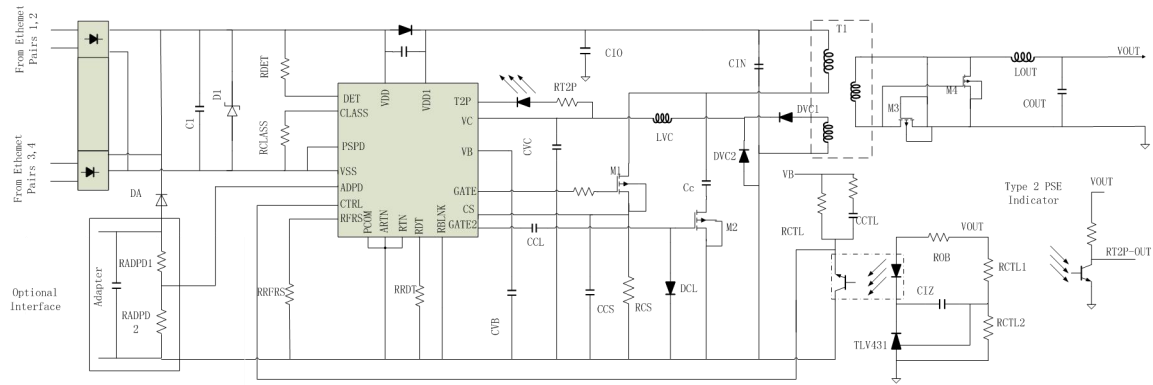 From Ethemet
Pairs 1,2
From Ethemet
Pairs 3,4
C1
D1
RDET
RCLASS
DA
Optional
lnterface
Adapter
RADPD1
RADPD
2
RRFRS
DET
CLASS
PSPD
VSS
ADPD
CTRL
RFRS
VDD
VDD1
T2P
VC
VB
GATE
CS
GATE2
PCOM
ARTN
RTN
RDT
RBLNK
RRDT
RT2P
CIO
CVC
LVC
CCL
CVB
CCS
RCS
M1
Cc
M2
DCL
CIN
DVC1
DVC2
T1
M3
M4
LOUT
COUT
VOUT
VB
RCTL
CCTL
VOUT
ROB
RCTL1
CIZ
RCTL2
TLV431
Type 2 PSE
Indicator
VOUT
RT2P-OUT